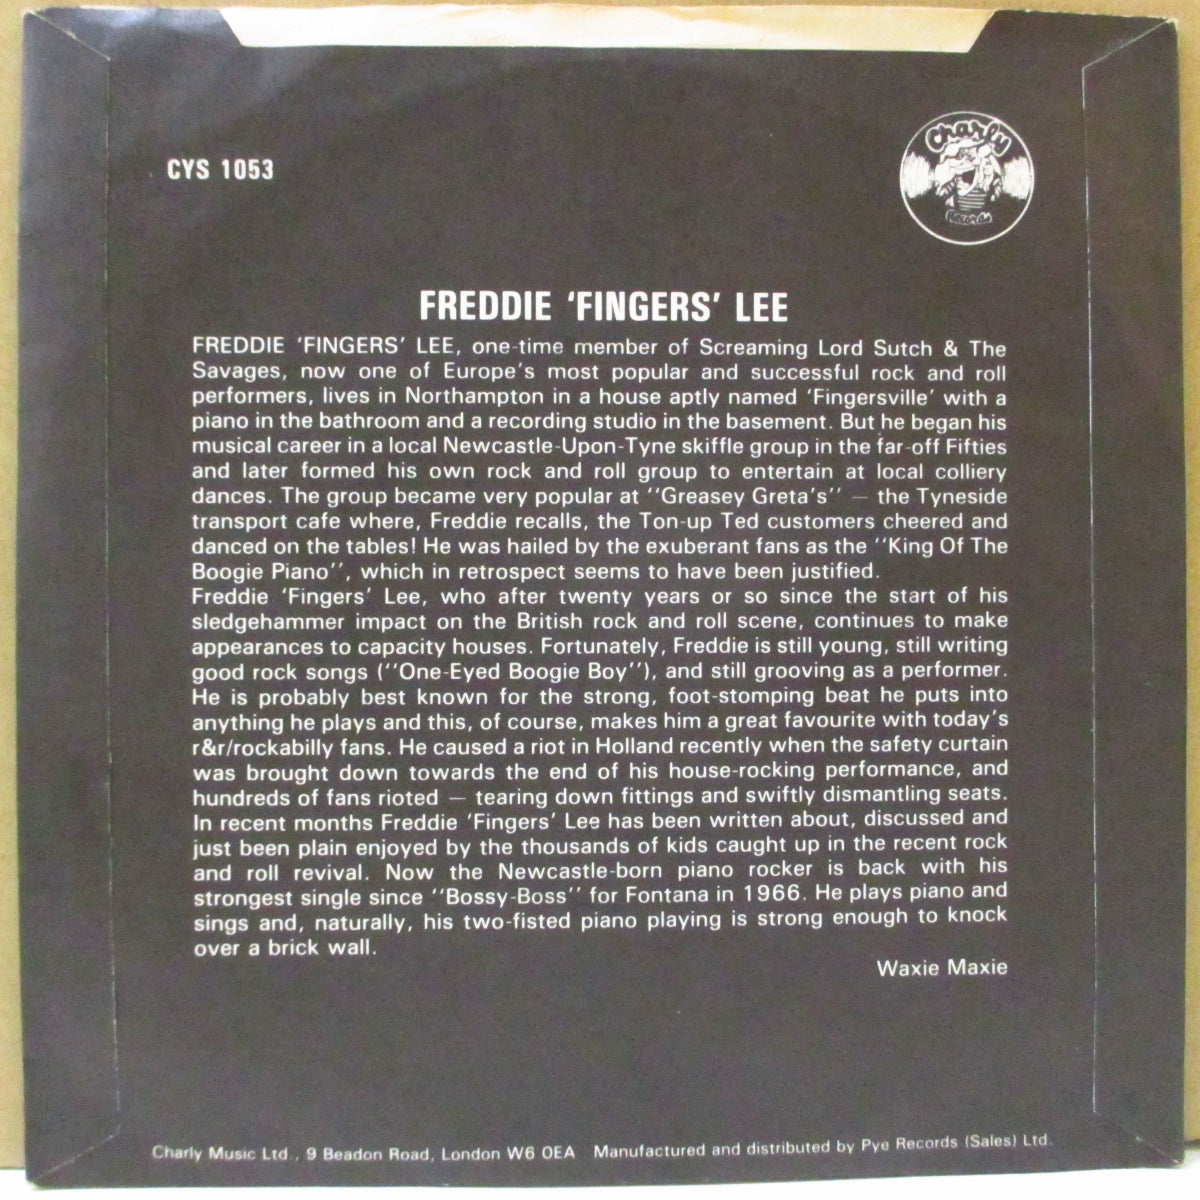 CYS 1053
Charly
Records
FREDDIE 'FINGERS' LEE
FREDDIE 'FINGERS' LEE, one-time member of Screaming Lord Sutch & The
Savages, now one of Europe's most popular and successful rock and roll
performers, lives in Northampton in a house aptly named 'Fingersville' with a
piano in the bathroom and a recording studio in the basement. But he began his
musical career in a local Newcastle-Upon-Tyne skiffle group in the far-off Fifties
and later formed his own rock and roll group to entertain at local colliery
dances. The group became very popular at ''Greasey Greta's'' — the Tyneside
transport cafe where, Freddie recalls, the Ton-up Ted customers cheered and
danced on the tables! He was hailed by the exuberant fans as the ''King Of The
Boogie Piano'', which in retrospect seems to have been justified.
Freddie 'Fingers' Lee, who after twenty years or so since the start of his
sledgehammer impact on the British rock and roll scene, continues to make
appearances to capacity houses. Fortunately, Freddie is still young, still writing
good rock songs (''One-Eyed Boogie Boy''), and still grooving as a performer.
He is probably best known for the strong, foot-stomping beat he puts into
anything he plays and this, of course, makes him a great favourite with today's
r&r/rockabilly fans. He caused a riot in Holland recently when the safety curtain
was brought down towards the end of his house-rocking performance, and
hundreds of fans rioted — tearing down fittings and swiftly dismantling seats.
In recent months Freddie 'Fingers' Lee has been written about, discussed and
just been plain enjoyed by the thousands of kids caught up in the recent rock
and roll revival. Now the Newcastle-born piano rocker is back with his
strongest single since ''Bossy-Boss'' for Fontana in 1966. He plays piano and
sings and, naturally, his two-fisted piano playing is strong enough to knock
over a brick wall.
Waxie Maxie
Charly Music Ltd., 9 Beadon Road, London W6 OEA Manufactured and distributed by Pye Records (Sales) Ltd.